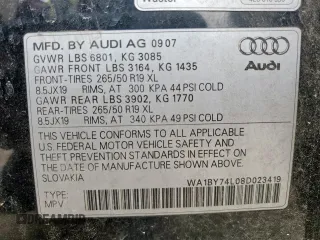 MFD. BY AUDI AG 09 07
GVWR LBS 6801, KG 3085
GAWR FRONT LBS 3164, KG 1435
FRONT-TIRES 265/50 R19 XL
8.5JX19 RIMS, AT 300 KPA 44 PSI COLD
GAWR REAR LBS 3902, KG 1770
REAR-TIRES 265/50 R19 XL
8.5JX19 RIMS, AT 340 KPA 49 PSI COLD
THIS VEHICLE CONFORMS TO ALL APPLICABLE
U.S. FEDERAL MOTOR VEHICLE SAFETY AND
THEFT PREVENTION STANDARDS IN EFFECT ON
THE DATE OF MANUFACTURE SHOWN ABOVE.
SLOVAKIA WA1BY74L08D023419
TYPE:
MPV
Audi